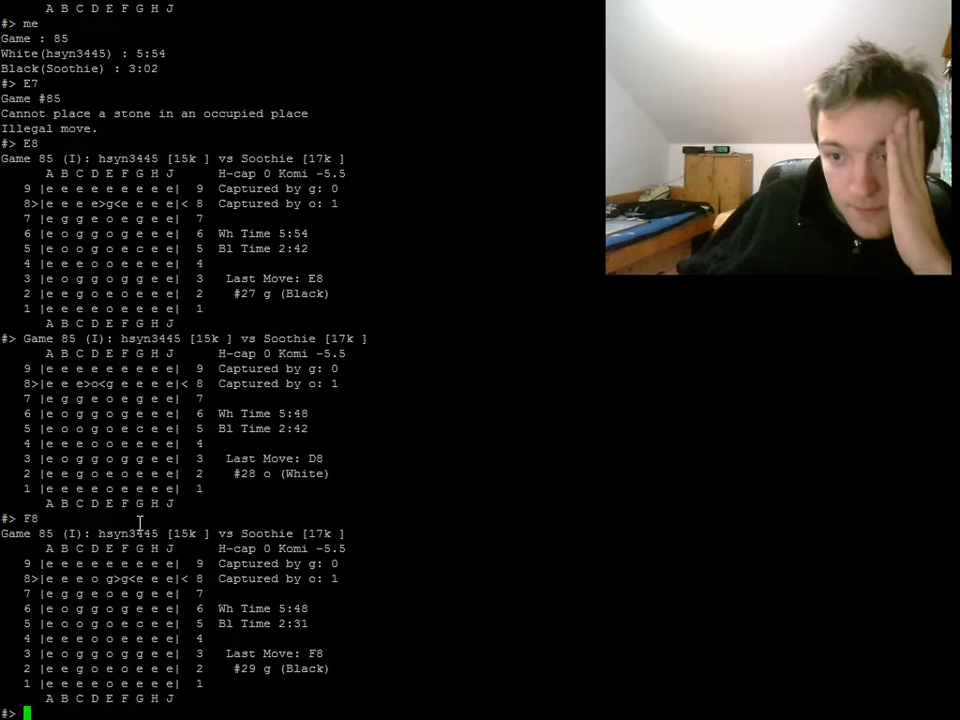 A B C D E F G H J
#> me
Game : 85
White(hsyn3445) : 5:54
Black(Soothie) : 3:02
#> E7
Game #85
Cannot place a stone in an occupied place
Illegal move.
#> E8
Game 85 (I): hsyn3445 [15k ] vs Soothie [17k ]
A B C D E F G H J H-cap 0 Komi -5.5
9 |e e e e e e e e e| 9 Captured by g: 0
8>|e e e e>g<e e e e|< 8 Captured by o: 1
7 |e g g e o e g e e| 7
6 |e o g g o g e e e| 6 Wh Time 5:54
5 |e o o g o e c e e| 5 Bl Time 2:42
4 |e e e o o e e e e| 4
3 |e o g g o g g e e| 3 Last Move: E8
2 |e e g o e o e e e| 2 #27 g (Black)
1 |e e e e e e e e e| 1
A B C D E F G H J
#> Game 85 (I): hsyn3445 [15k ] vs Soothie [17k ]
A B C D E F G H J H-cap 0 Komi -5.5
9 |e e e e e e e e e| 9 Captured by g: 0
8>|e e e>o<g e e e e|< 8 Captured by o: 1
7 |e g g e o e g e e| 7
6 |e o g g o g e e e| 6 Wh Time 5:48
5 |e o o g o e c e e| 5 Bl Time 2:42
4 |e e e o o e e e e| 4
3 |e o g g o g g e e| 3 Last Move: D8
2 |e e g o e o e e e| 2 #28 o (White)
1 |e e e e e e e e e| 1
A B C D E F G H J
#> F8
Game 85 (I): hsyn3445 [15k ] vs Soothie [17k ]
A B C D E F G H J H-cap 0 Komi -5.5
9 |e e e e e e e e e| 9 Captured by g: 0
8>|e e e o g>g<e e e|< 8 Captured by o: 1
7 |e g g e o e g e e| 7
6 |e o g g o g e e e| 6 Wh Time 5:48
5 |e o o g o e c e e| 5 Bl Time 2:31
4 |e e e o o e e e e| 4
3 |e o g g o g g e e| 3 Last Move: F8
2 |e e g o e o e e e| 2 #29 g (Black)
1 |e e e e e e e e e| 1
A B C D E F G H J
#>